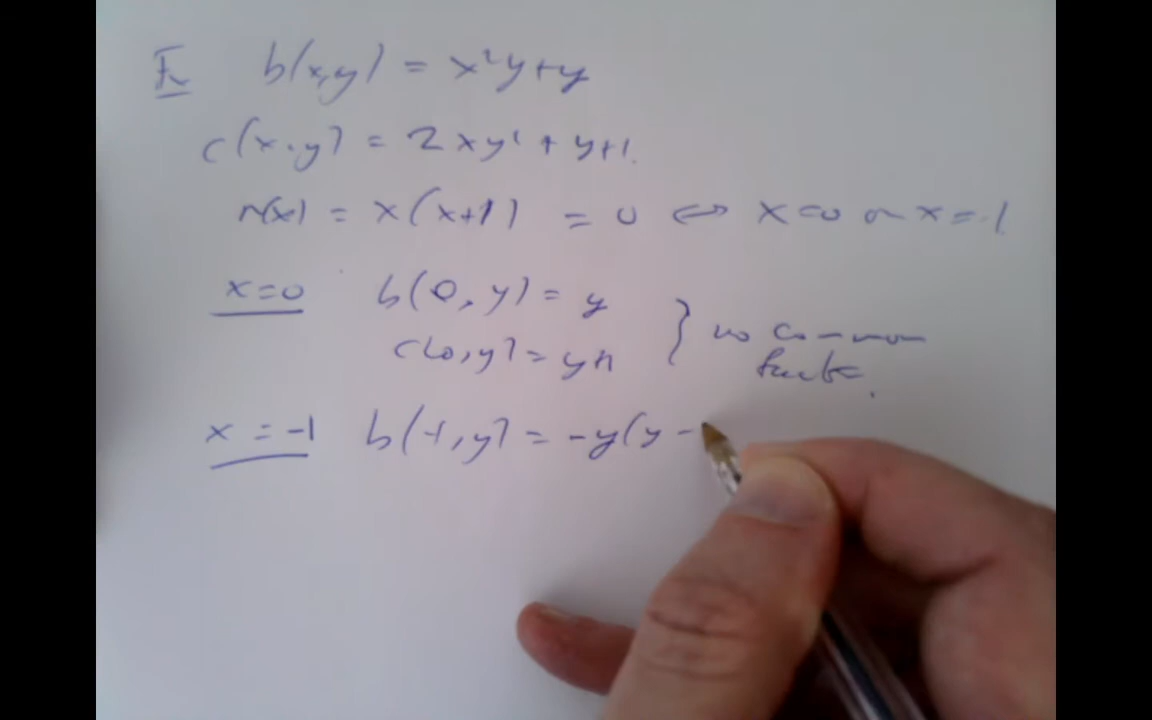 Ex b(x,y) = x²y+y
c(x,y) = 2xy² + y+1.
r(x) = x(x+1) = 0 ⟷ x=0 or x=-1.
x=0 b(0,y) = y
c(0,y) = y+1 } no common
factor.
x = -1 b(-1,y) = -y(y -